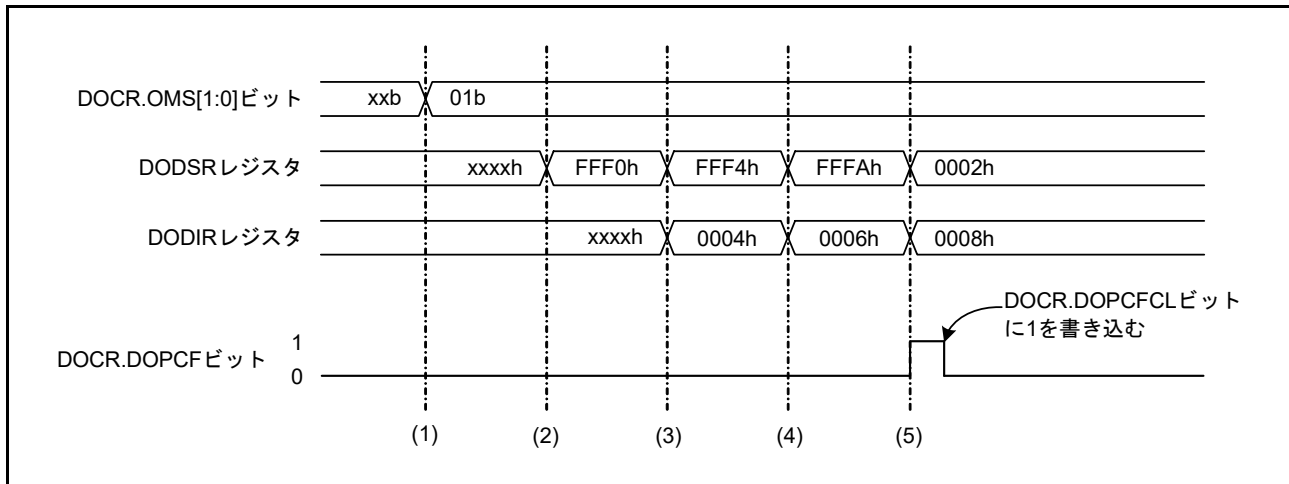 DOCR.OMS[1:0]ビット
xxb
01b
DODSRレジスタ
xxxxh
FFF0h
FFF4h
FFFAh
0002h
DODIRレジスタ
xxxxh
0004h
0006h
0008h
DOCR.DOPCFCLビット
に1を書き込む
DOCR.DOPCFビット
1
0
(1)
(2)
(3)
(4)
(5)